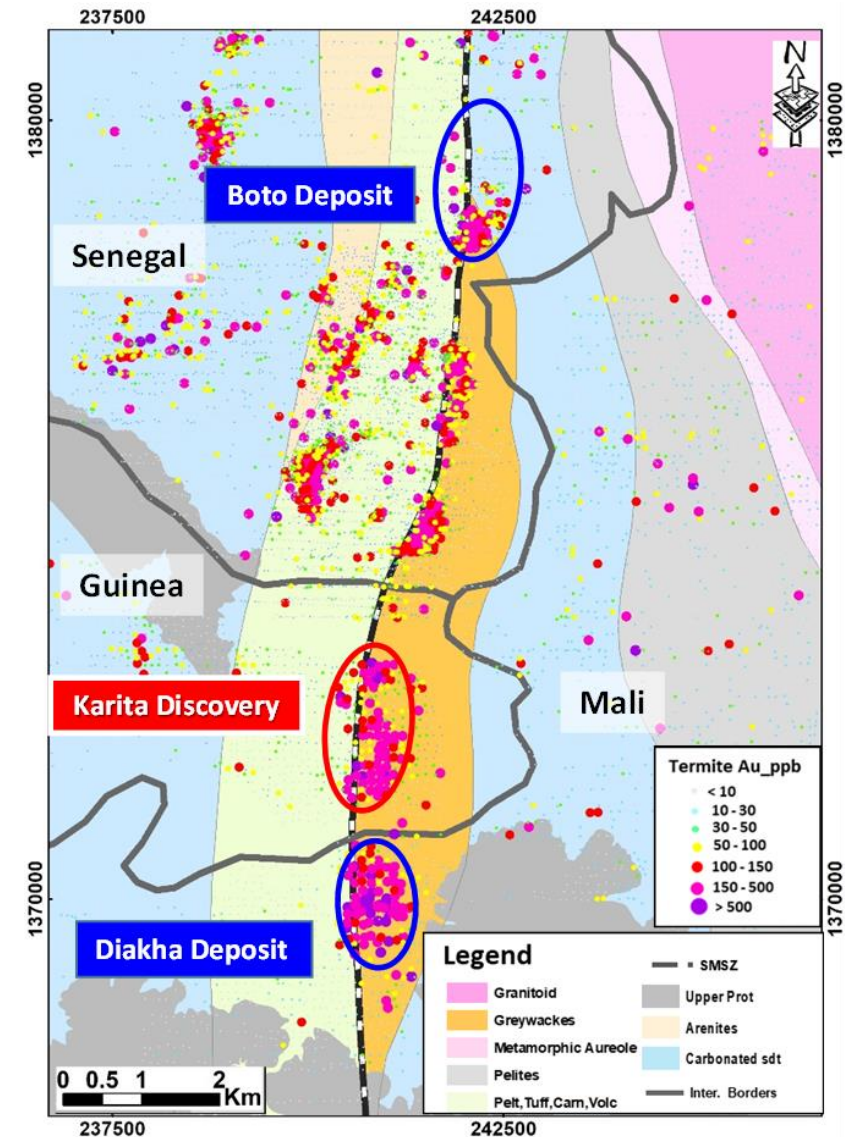 237500
242500
N
1380000
1380000
Boto Deposit
Senegal
Guinea
Karita Discovery
Mali
Termite Au_ppb
< 10
10 - 30
30 - 50
50 - 100
100 - 150
150 - 500
> 500
1370000
1370000
Diakha Deposit
Legend
Granitoid
Greywackes
Metamorphic Aureole
Pelites
Pelt,Tuff,Carn,Volc
SMSZ
Upper Prot
Arenites
Carbonated sdt
Inter. Borders
0 0.5 1 2
Km
237500
242500